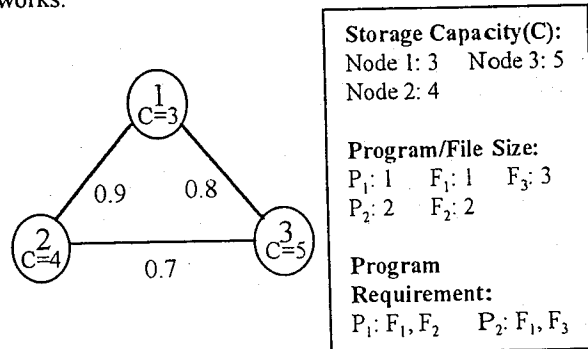 works.
1
C=3
0.9
0.8
2
C=4
3
C=5
0.7
Storage Capacity(C):
Node 1: 3 Node 3: 5
Node 2: 4
Program/File Size:
P₁: 1 F₁: 1 F₃: 3
P₂: 2 F₂: 2
Program
Requirement:
P₁: F₁, F₂ P₂: F₁, F₃